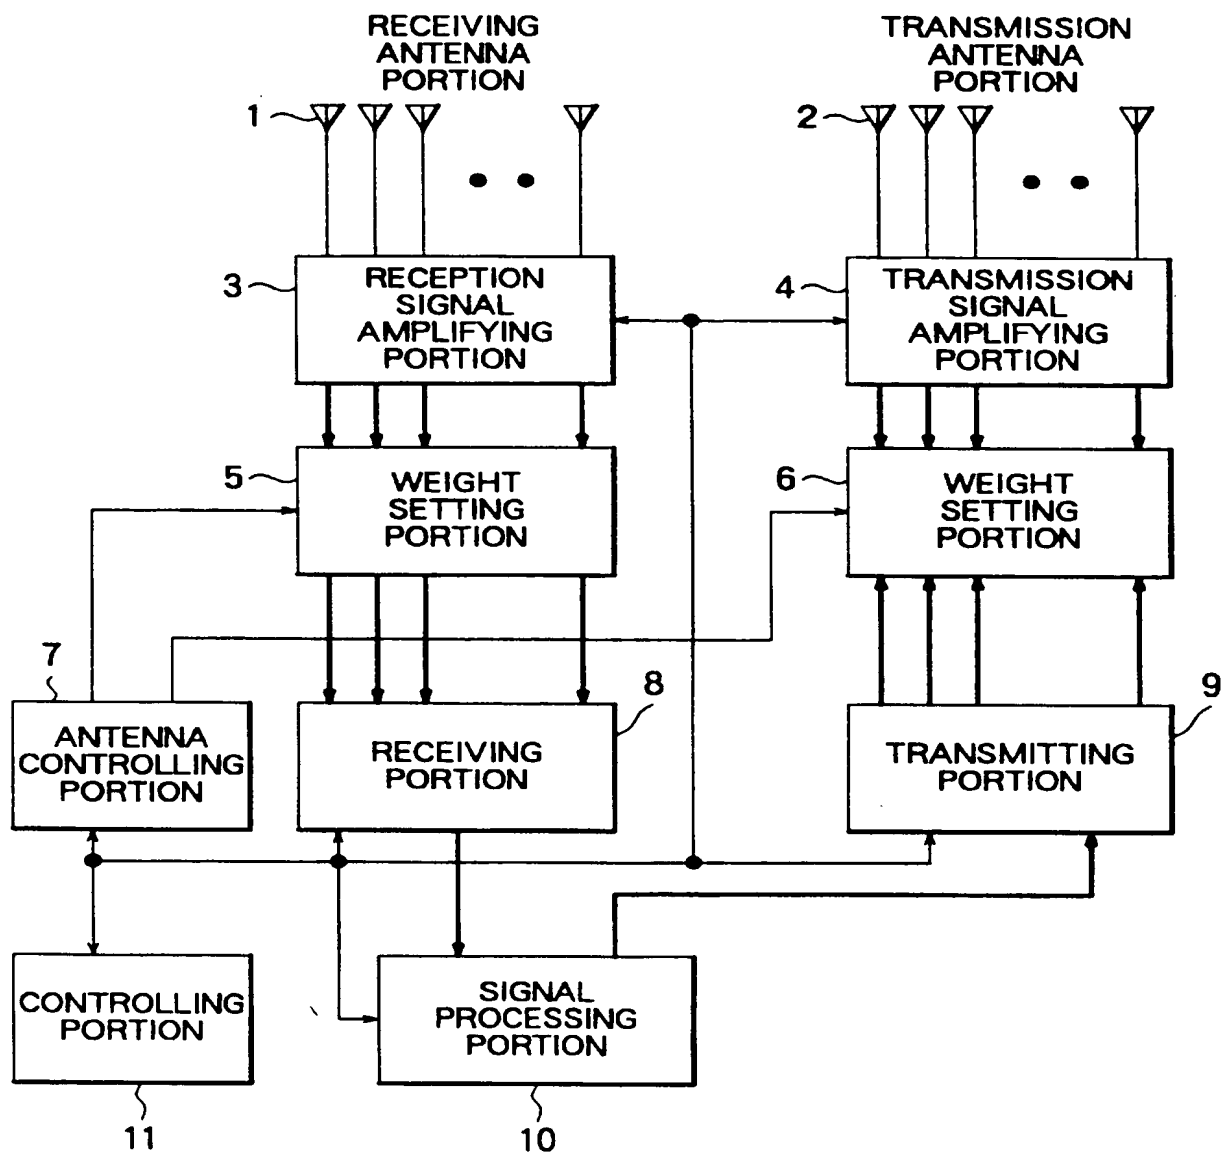 RECEIVING
ANTENNA
PORTION
TRANSMISSION
ANTENNA
PORTION
1
2
3
RECEPTION
SIGNAL
AMPLIFYING
PORTION
4
TRANSMISSION
SIGNAL
AMPLIFYING
PORTION
5
WEIGHT
SETTING
PORTION
6
WEIGHT
SETTING
PORTION
7
ANTENNA
CONTROLLING
PORTION
8
RECEIVING
PORTION
9
TRANSMITTING
PORTION
CONTROLLING
PORTION
11
SIGNAL
PROCESSING
PORTION
10